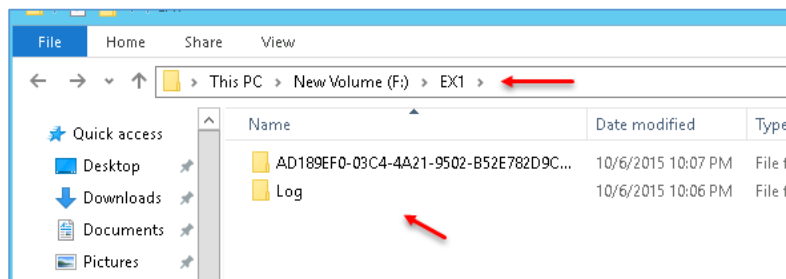 File Home Share View
This PC New Volume (F:) EX1
Name Date modified Type
Quick access
AD189EF0-03C4-4A21-9502-B52E782D9C... 10/6/2015 10:07 PM File
Desktop
Log 10/6/2015 10:06 PM File
Downloads
Documents
Pictures